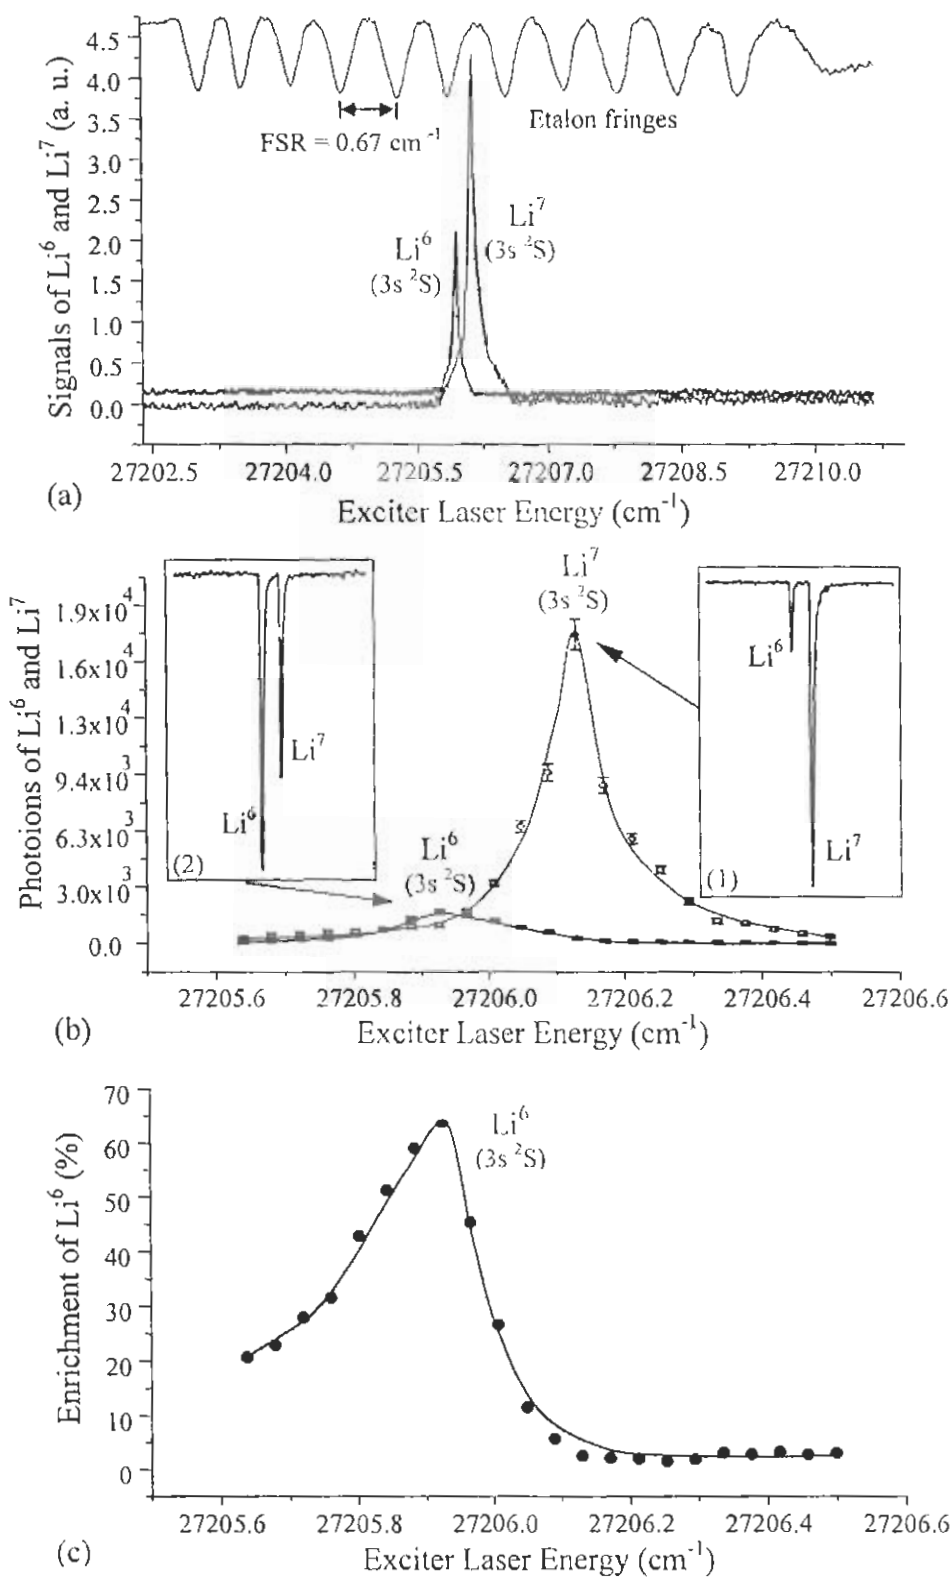 Signals of Li⁶ and Li⁷ (a. u.)
4.5
4.0
3.5
3.0
2.5
2.0
1.5
1.0
0.5
0.0
FSR = 0.67 cm⁻¹
Etalon fringes
Li⁶
(3s ²S)
Li⁷
(3s ²S)
27202.5 27204.0 27205.5 27207.0 27208.5 27210.0
(a)
Exciter Laser Energy (cm⁻¹)
Photoions of Li⁶ and Li⁷
1.9x10⁴
1.6x10⁴
1.3x10⁴
9.4x10³
6.3x10³
3.0x10³
0.0
Li⁶
Li⁷
(2)
Li⁷
(3s ²S)
Li⁶
(3s ²S)
Li⁶
Li⁷
(1)
27205.6 27205.8 27206.0 27206.2 27206.4 27206.6
(b)
Exciter Laser Energy (cm⁻¹)
Enrichment of Li⁶ (%)
70
60
50
40
30
20
10
0
Li⁶
(3s ²S)
27205.6 27205.8 27206.0 27206.2 27206.4 27206.6
(c)
Exciter Laser Energy (cm⁻¹)